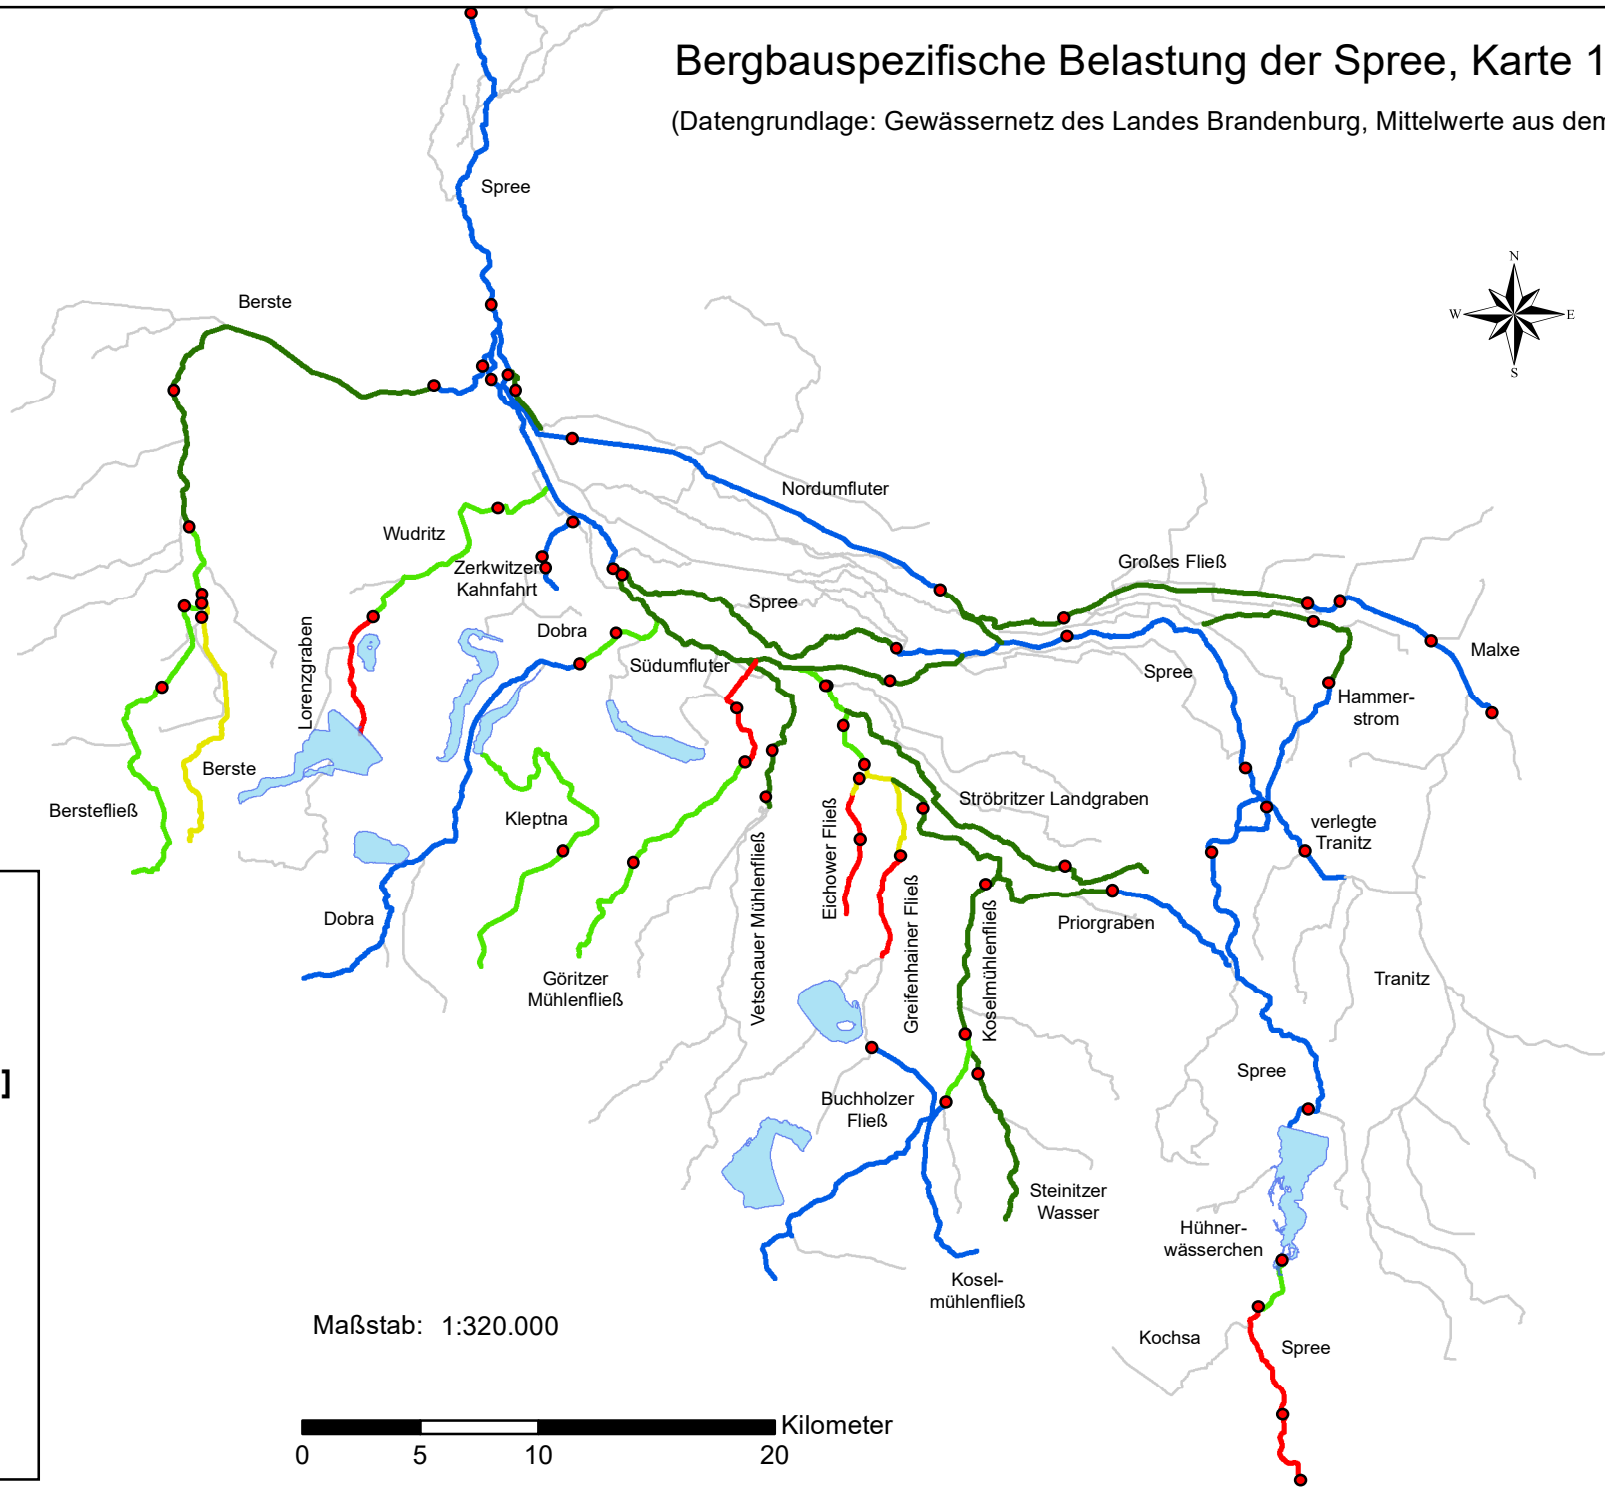 Bergbauspezifische Belastung der Spree, Karte 1
(Datengrundlage: Gewässernetz des Landes Brandenburg, Mittelwerte aus dem
Spree
N
W
E
S
Berste
Nordumfluter
Wudritz
Großes Fließ
Zerkwitzer
Kahnfahrt
Spree
Dobra
Südumfluter
Lorenzgraben
Malxe
Spree
Hammer-
strom
Berste
Berstefließ
Kleptna
Ströbritzer Landgraben
verlegte
Tranitz
Eichower Fließ
Vetschauer Mühlenfließ
Greifenhainer Fließ
Koselmühlenfließ
Dobra
Priorgraben
Göritzer
Mühlenfließ
Tranitz
]
Spree
Buchholzer
Fließ
Steinitzer
Wasser
Hühner-
wässerchen
Kosel-
mühlenfließ
Kochsa
Spree
Maßstab: 1:320.000
Kilometer
0
5
10
20